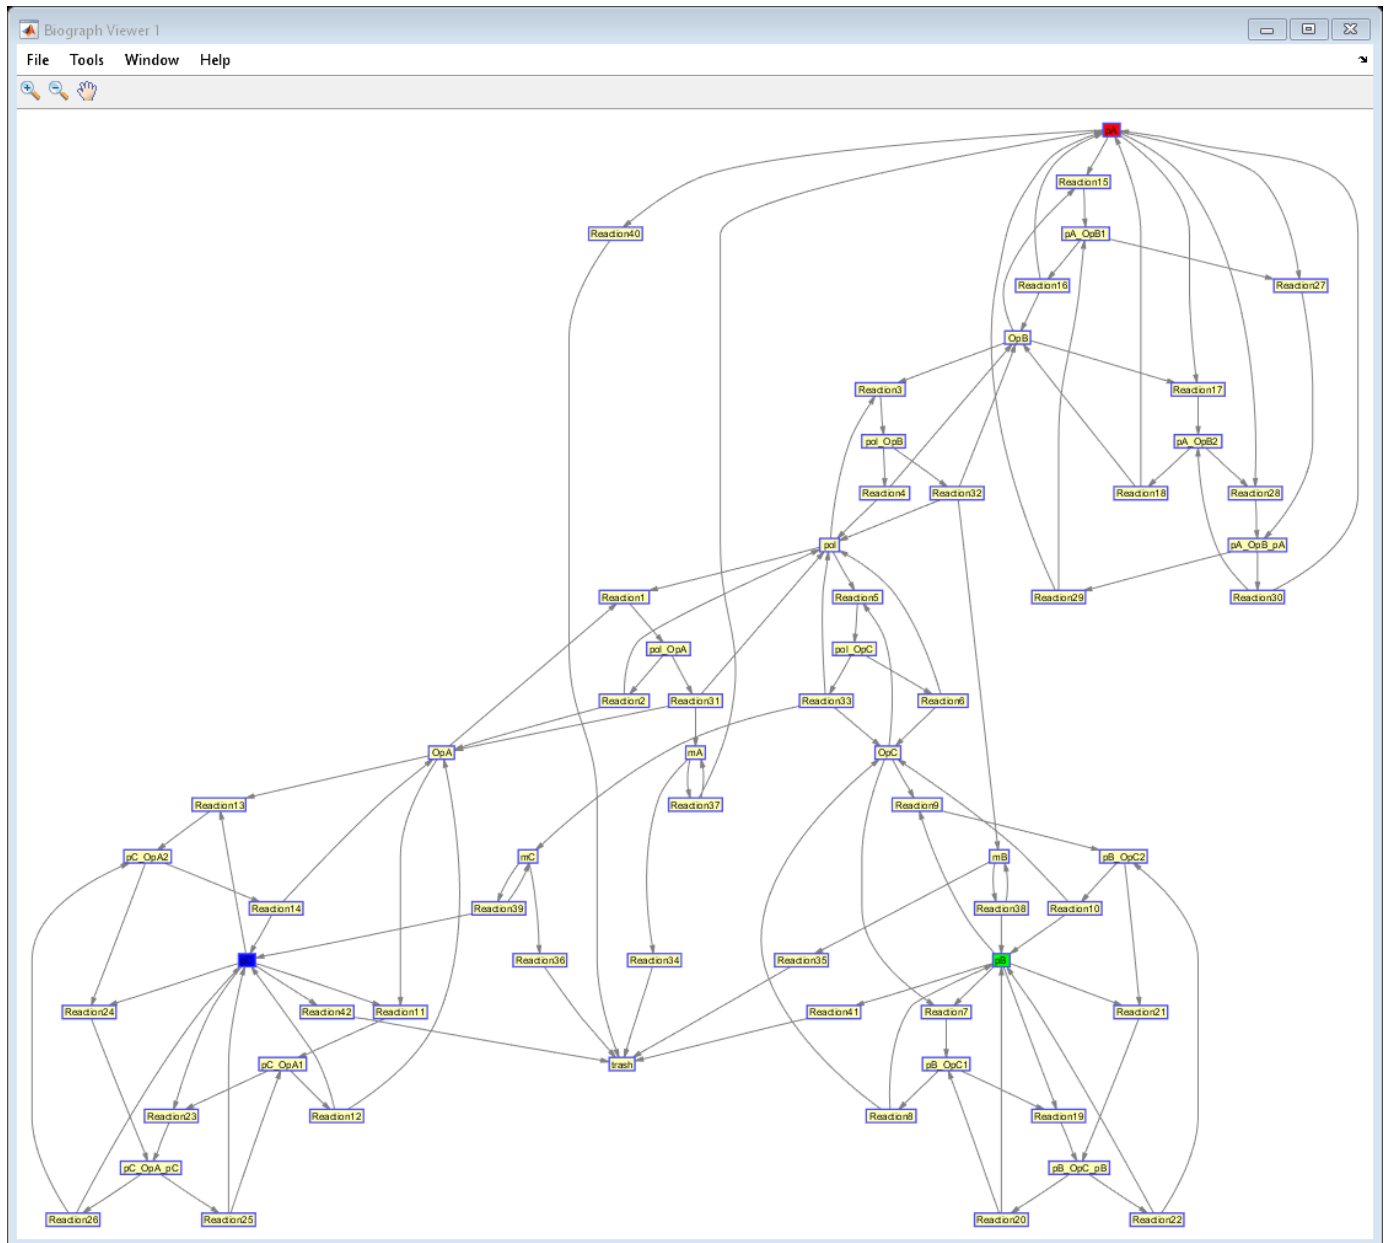 Biograph Viewer 1
File Tools Window Help
pA
Reaction15
Reaction40 pA_OpB1
Reaction16 Reaction27
OpB
Reaction3 Reaction17
pol_OpB pA_OpB2
Reaction4 Reaction32 Reaction18 Reaction28
pol pA_OpB_pA
Reaction1 Reaction5 Reaction29 Reaction30
pol_OpA pol_OpC
Reaction2 Reaction31 Reaction33 Reaction6
OpA mA OpC
Reaction13 Reaction37 Reaction9
pC_OpA2 mC mB pB_OpC2
Reaction14 Reaction39 Reaction38 Reaction10
pC Reaction36 Reaction34 Reaction35 pB
Reaction24 Reaction42 Reaction11 Reaction41 Reaction7 Reaction21
pC_OpA1 trash pB_OpC1
Reaction23 Reaction12 Reaction8 Reaction19
pC_OpA_pC pB_OpC_pB
Reaction26 Reaction25 Reaction20 Reaction22